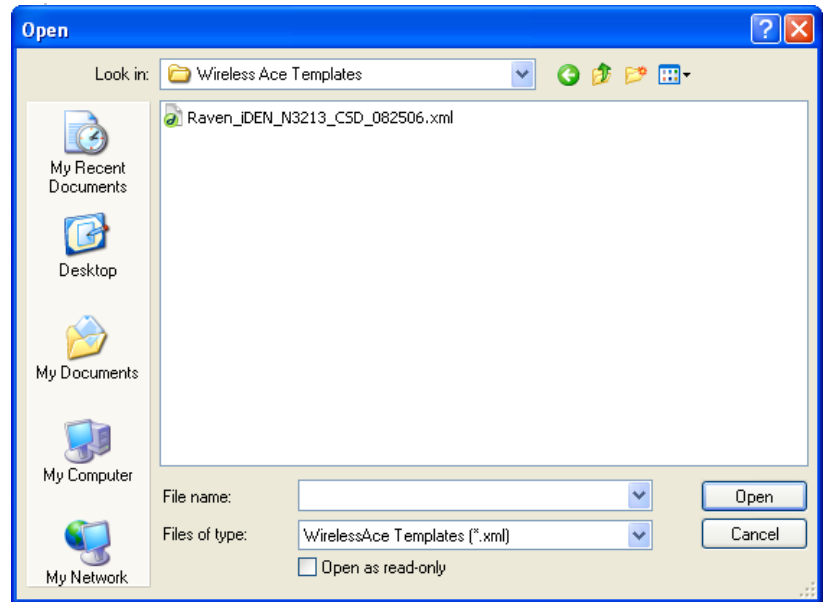 Open
Look in:
Wireless Ace Templates
Raven_iDEN_N3213_CSD_082506.xml
My Recent
Documents
Desktop
My Documents
My Computer
My Network
File name:
Open
Files of type:
WirelessAce Templates (*.xml)
Cancel
Open as read-only